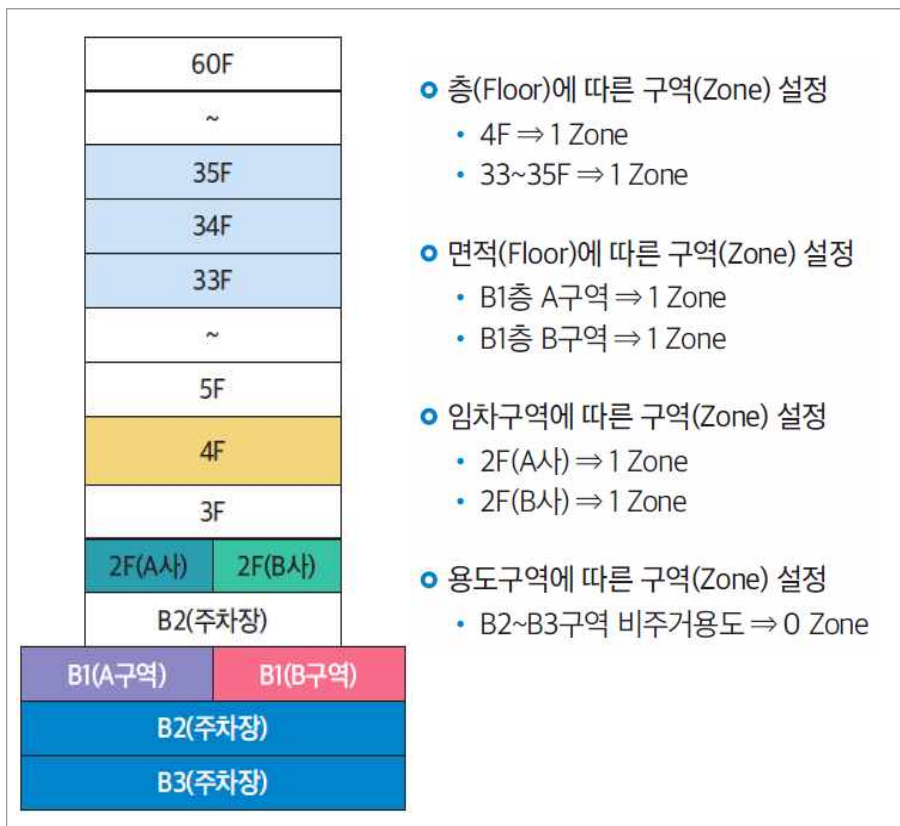 60F
~
35F
34F
33F
~
5F
4F
3F
2F(A사) 2F(B사)
B2(주차장)
B1(A구역) B1(B구역)
B2(주차장)
B3(주차장)
층(Floor)에 따른 구역(Zone) 설정
• 4F ⇒ 1 Zone
• 33~35F ⇒ 1 Zone
면적(Floor)에 따른 구역(Zone) 설정
• B1층 A구역 ⇒ 1 Zone
• B1층 B구역 ⇒ 1 Zone
임차구역에 따른 구역(Zone) 설정
• 2F(A사) ⇒ 1 Zone
• 2F(B사) ⇒ 1 Zone
용도구역에 따른 구역(Zone) 설정
• B2~B3구역 비주거용도 ⇒ 0 Zone